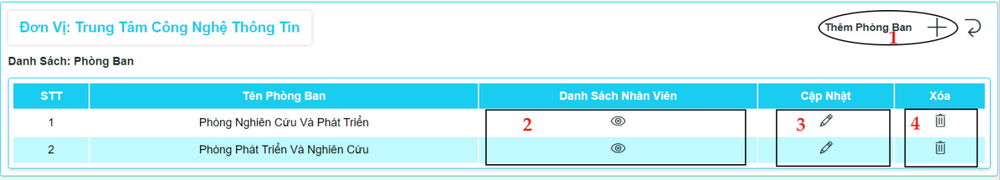 Đơn Vị: Trung Tâm Công Nghệ Thông Tin
Thêm Phòng Ban
1
Danh Sách: Phòng Ban
STT Tên Phòng Ban Danh Sách Nhân Viên Cập Nhật Xóa
1 Phòng Nghiên Cứu Và Phát Triển 2 3 4
2 Phòng Phát Triển Và Nghiên Cứu